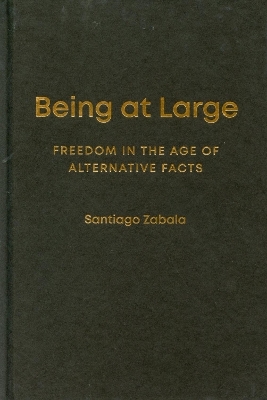 Being at Large
FREEDOM IN THE AGE OF
ALTERNATIVE FACTS
Santiago Zabala